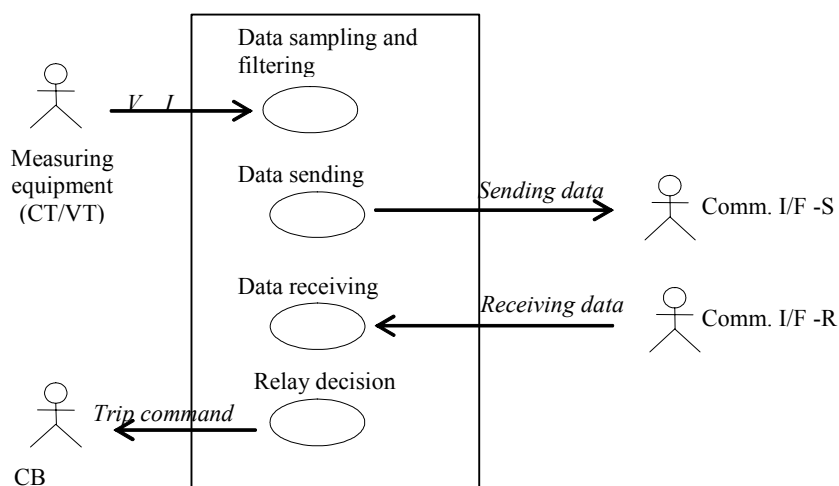 Data sampling and
filtering
V I
Measuring
equipment
(CT/VT)
Data sending
Sending data
Comm. I/F -S
Data receiving
Receiving data
Comm. I/F -R
Relay decision
Trip command
CB